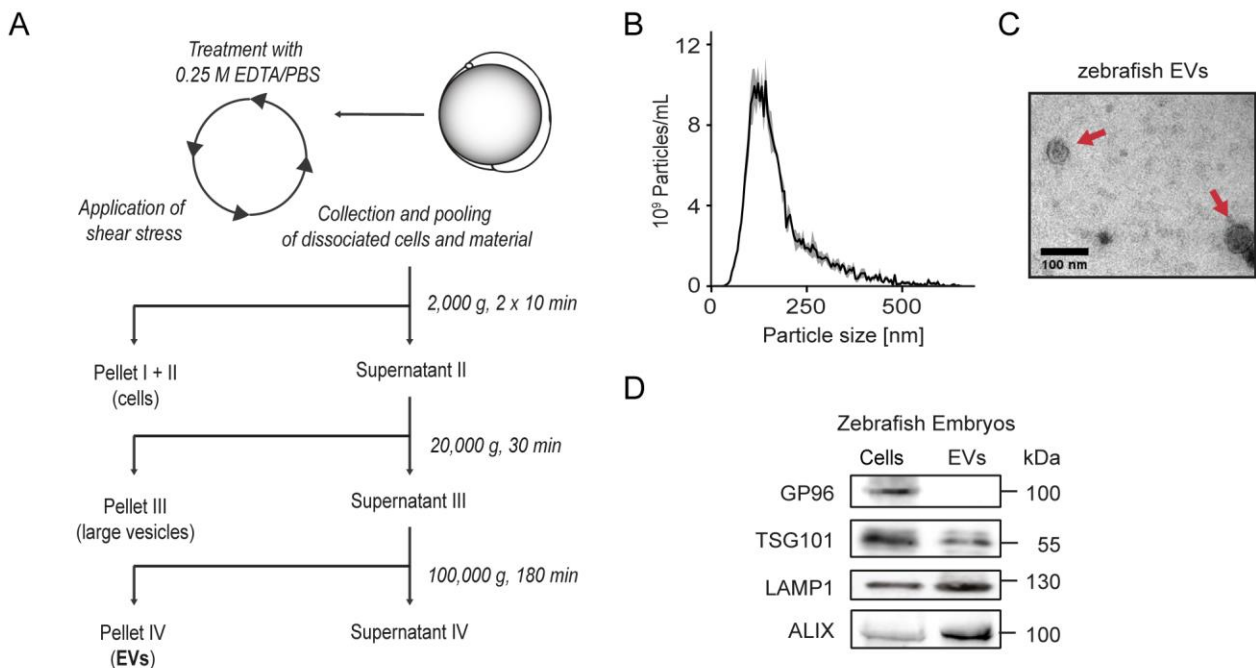 A
Treatment with
0.25 M EDTA/PBS
Application of
shear stress
Collection and pooling
of dissociated cells and material
2,000 g, 2 x 10 min
Pellet I + II
(cells)
Supernatant II
20,000 g, 30 min
Pellet III
(large vesicles)
Supernatant III
100,000 g, 180 min
Pellet IV
(EVs)
Supernatant IV
B
10⁹ Particles/mL
12
8
4
0
0
250
500
Particle size [nm]
C
zebrafish EVs
100 nm
D
Zebrafish Embryos
Cells EVs kDa
GP96 100
TSG101 55
LAMP1 130
ALIX 100